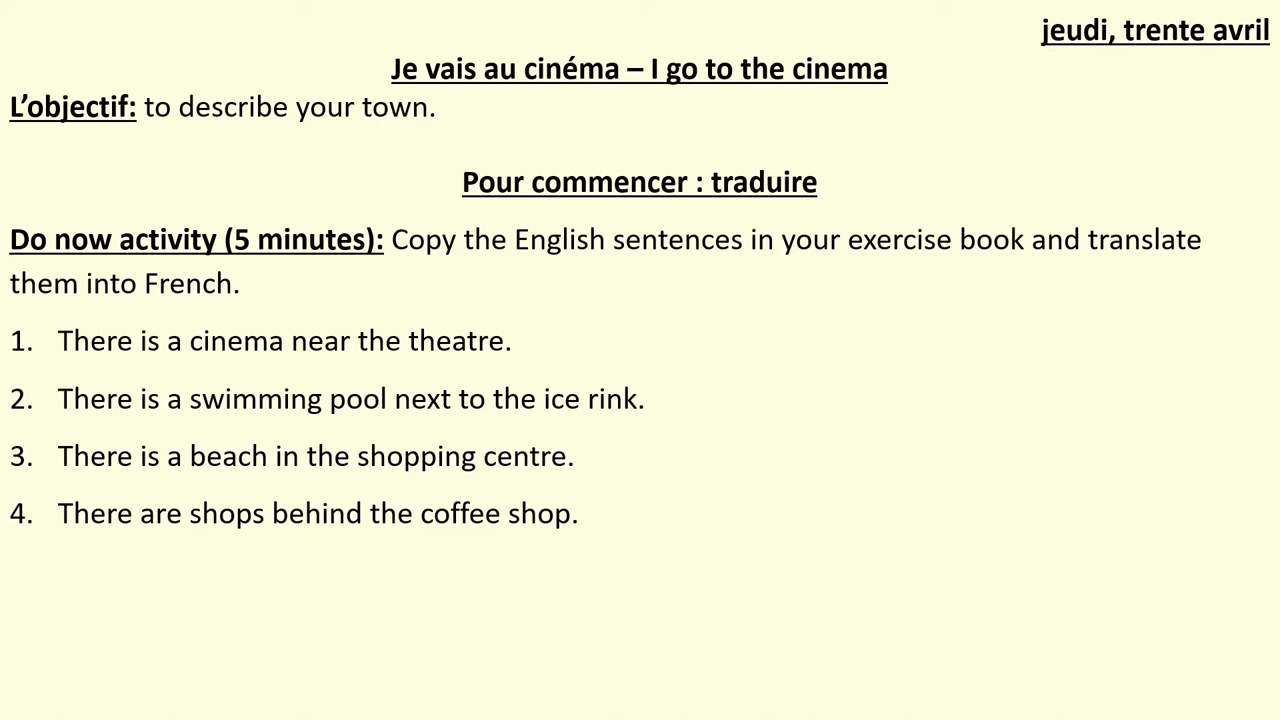 jeudi, trente avril
Je vais au cinéma – I go to the cinema
L’objectif: to describe your town.
Pour commencer : traduire
Do now activity (5 minutes): Copy the English sentences in your exercise book and translate
them into French.
1. There is a cinema near the theatre.
2. There is a swimming pool next to the ice rink.
3. There is a beach in the shopping centre.
4. There are shops behind the coffee shop.